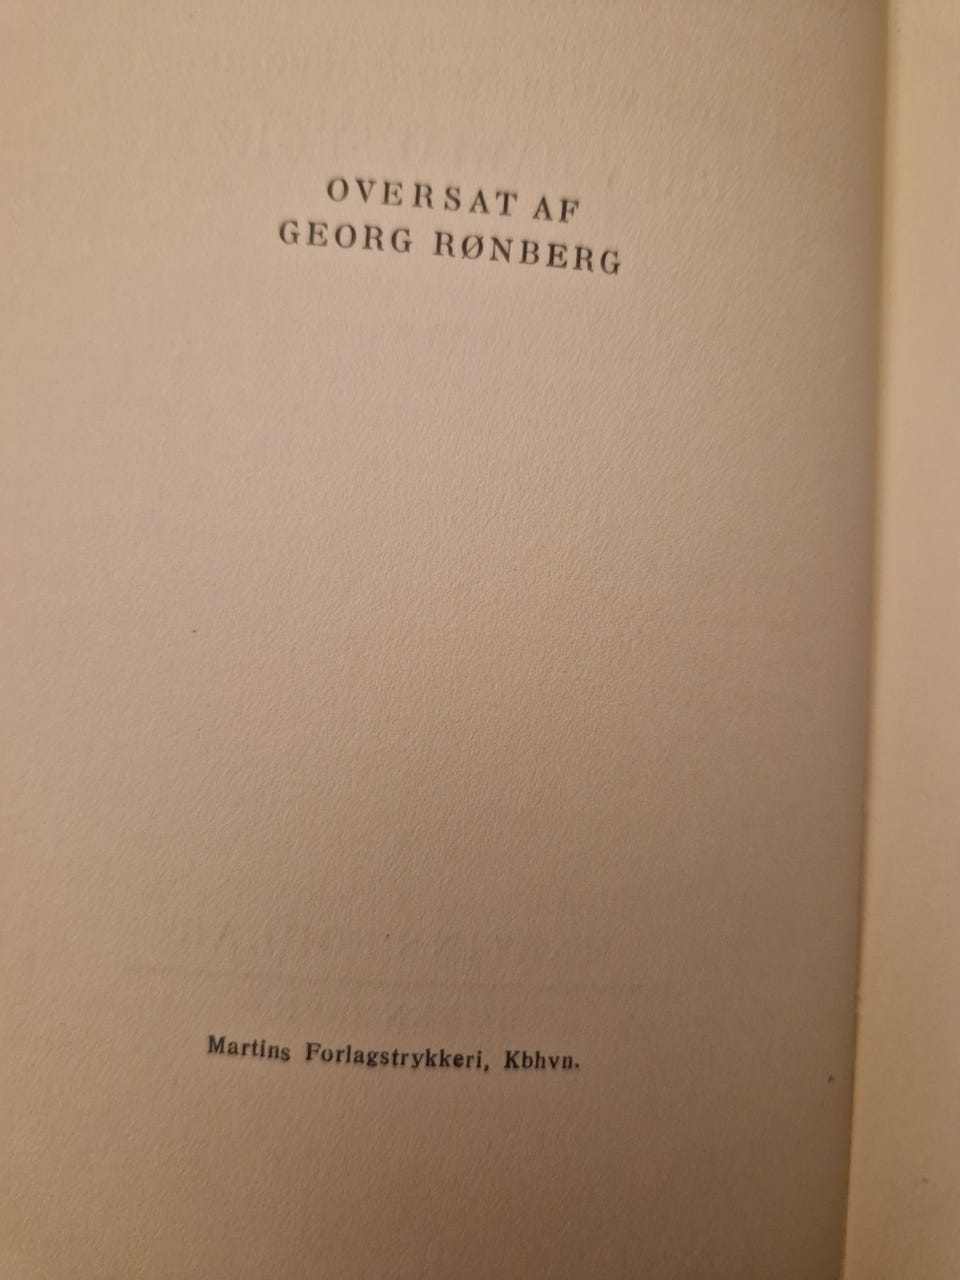 OVERSAT AF
GEORG RØNBERG
Martins Forlagstrykkeri, Kbhvn.